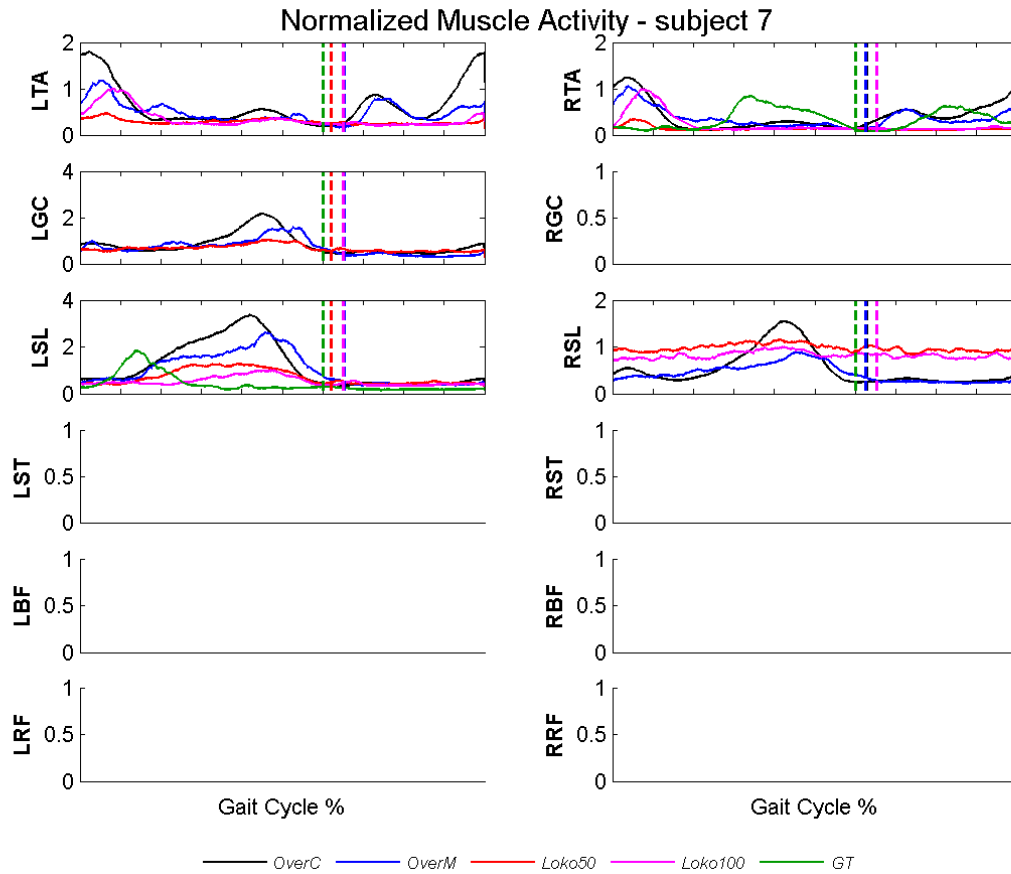 Normalized Muscle Activity - subject 7
LTA
2
1
0
RTA
2
1
0
LGC
4
2
0
RGC
1
0.5
0
LSL
4
2
0
RSL
2
1
0
LST
1
0.5
0
RST
1
0.5
0
LBF
1
0.5
0
RBF
1
0.5
0
LRF
1
0.5
0
RRF
1
0.5
0
Gait Cycle %
Gait Cycle %
OverC OverM Loko50 Loko100 GT